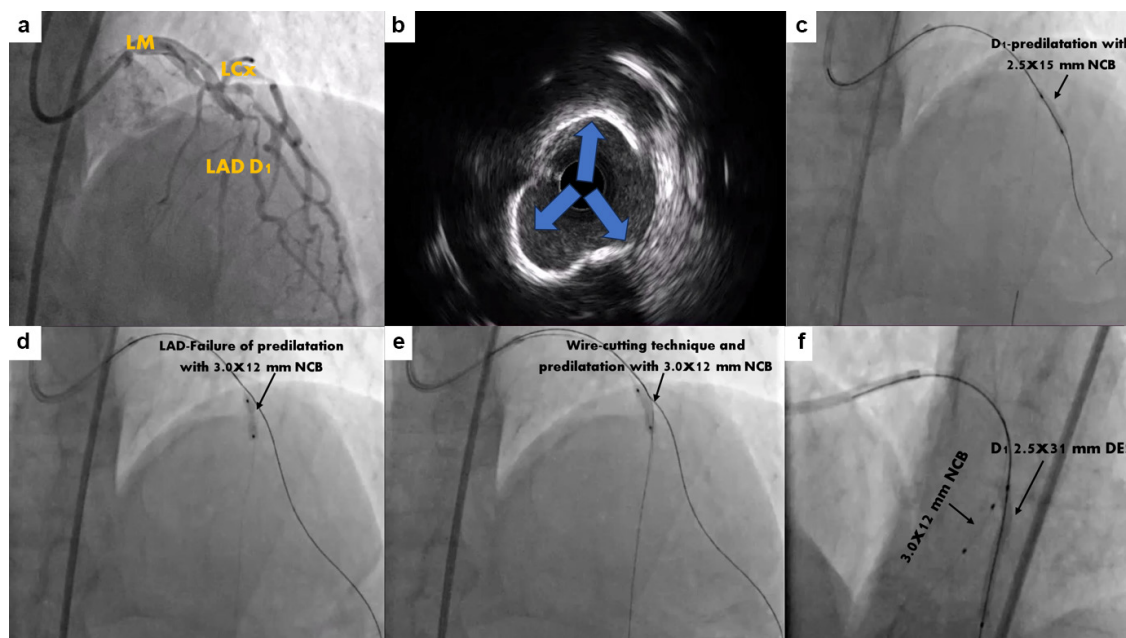 a
LM
LCx
LAD D₁
b
c
D₁-predilatation with
2.5X15 mm NCB
d
LAD-Failure of predilatation
with 3.0X12 mm NCB
e
Wire-cutting technique and
predilatation with 3.0X12 mm NCB
f
3.0X12 mm NCB
D₁ 2.5X31 mm DE